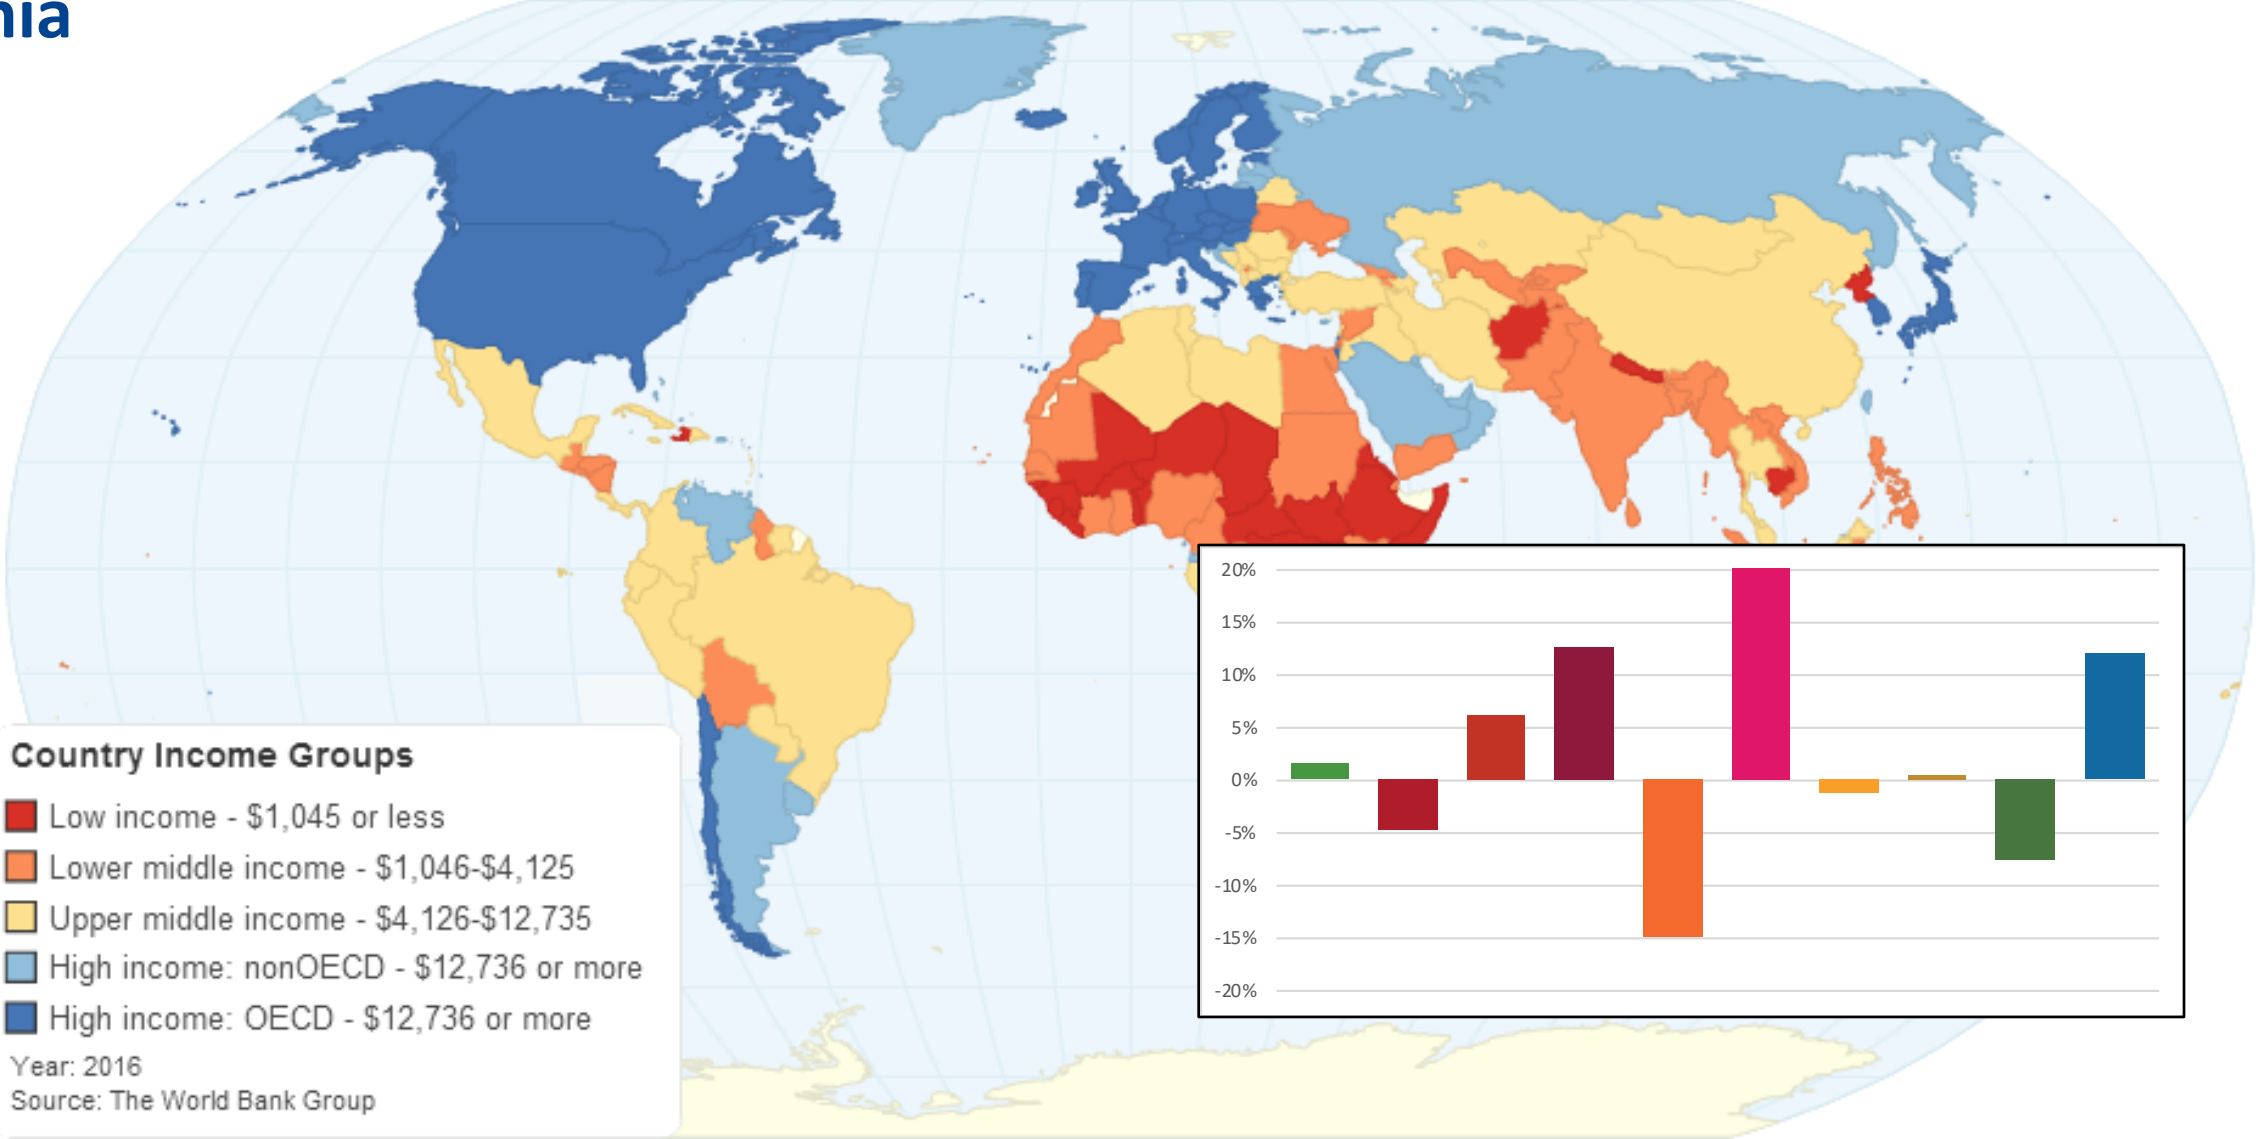 nia
20%
15%
10%
5%
0%
-5%
-10%
-15%
-20%
Country Income Groups
Low income - $1,045 or less
Lower middle income - $1,046-$4,125
Upper middle income - $4,126-$12,735
High income: nonOECD - $12,736 or more
High income: OECD - $12,736 or more
Year: 2016
Source: The World Bank Group